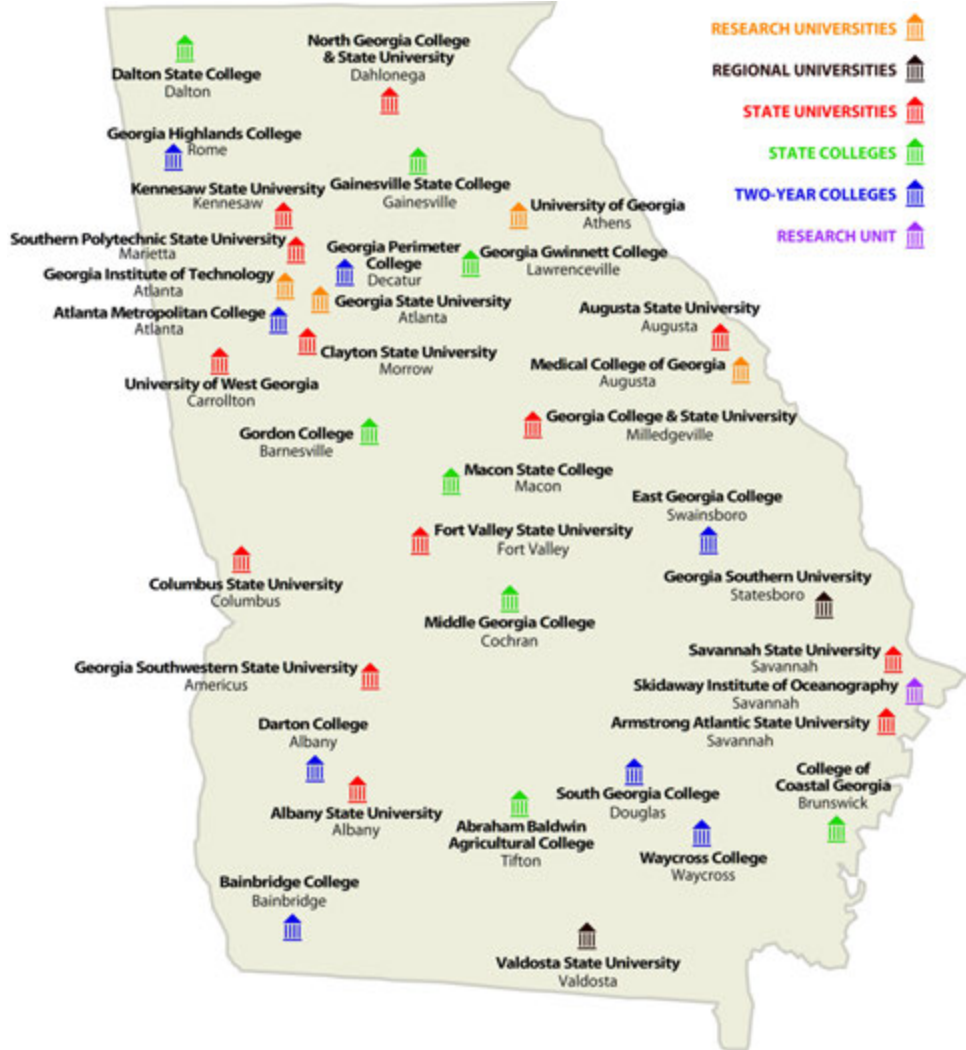 North Georgia College
& State University
Dahlonega
RESEARCH UNIVERSITIES
REGIONAL UNIVERSITIES
STATE UNIVERSITIES
STATE COLLEGES
TWO-YEAR COLLEGES
RESEARCH UNIT
Dalton State College
Dalton
Georgia Highlands College
Rome
Kennesaw State University
Kennesaw
Gainesville State College
Gainesville
University of Georgia
Athens
Southern Polytechnic State University
Marietta
Georgia Perimeter
College
Decatur
Georgia Gwinnett College
Lawrenceville
Georgia Institute of Technology
Atlanta
Georgia State University
Atlanta
Atlanta Metropolitan College
Atlanta
Augusta State University
Augusta
Clayton State University
Morrow
Medical College of Georgia
Augusta
University of West Georgia
Carrollton
Gordon College
Barnesville
Georgia College & State University
Milledgeville
Macon State College
Macon
East Georgia College
Swainsboro
Fort Valley State University
Fort Valley
Columbus State University
Columbus
Georgia Southern University
Statesboro
Middle Georgia College
Cochran
Georgia Southwestern State University
Americus
Savannah State University
Savannah
Skidaway Institute of Oceanography
Savannah
Armstrong Atlantic State University
Savannah
Darton College
Albany
College of
Coastal Georgia
Brunswick
Albany State University
Albany
South Georgia College
Douglas
Abraham Baldwin
Agricultural College
Tifton
Waycross College
Waycross
Bainbridge College
Bainbridge
Valdosta State University
Valdosta